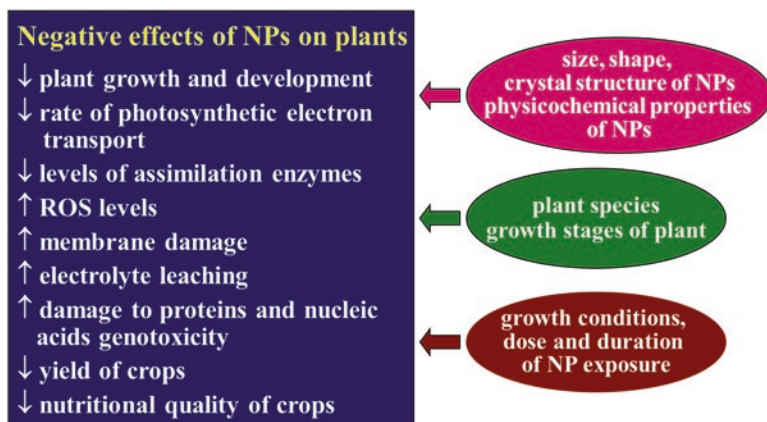 Negative effects of NPs on plants
↓ plant growth and development
↓ rate of photosynthetic electron
transport
↓ levels of assimilation enzymes
↑ ROS levels
↑ membrane damage
↑ electrolyte leaching
↑ damage to proteins and nucleic
acids genotoxicity
↓ yield of crops
↓ nutritional quality of crops
size, shape,
crystal structure of NPs
physicochemical properties
of NPs
plant species
growth stages of plant
growth conditions,
dose and duration
of NP exposure